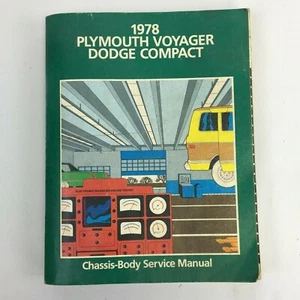 1978
PLYMOUTH VOYAGER
DODGE COMPACT
Chassis-Body Service Manual